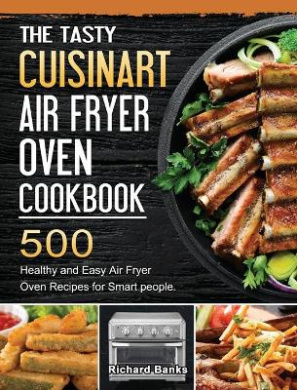 THE TASTY
CUISINART
AIR FRYER
OVEN
COOKBOOK
500
Healthy and Easy Air Fryer
Oven Recipes for Smart people.
Richard Banks